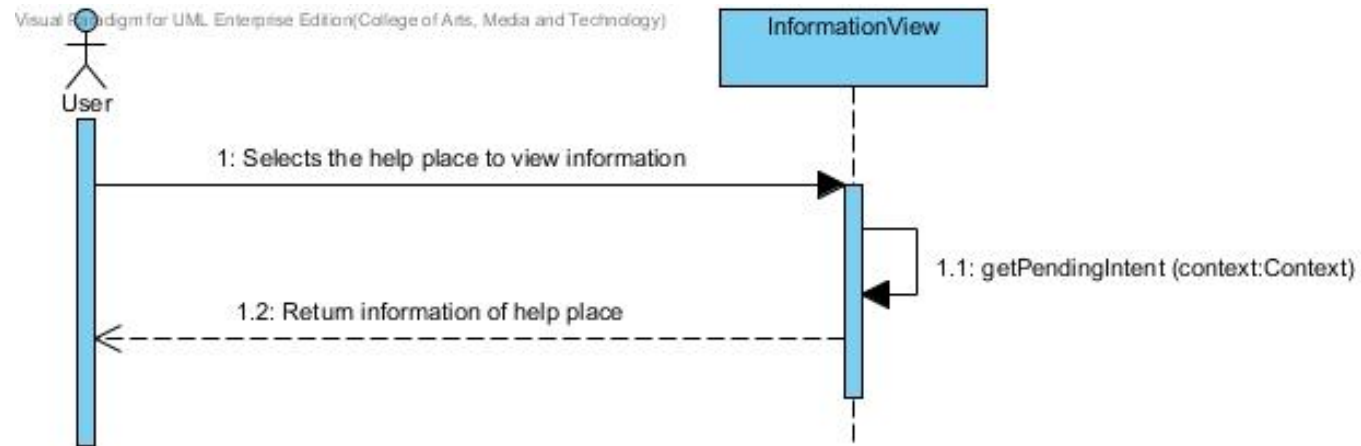 Visual Paradigm for UML Enterprise Edition(College of Arts, Media and Technology)
InformationView
User
1: Selects the help place to view information
1.1: getPendingIntent (context:Context)
1.2: Return information of help place